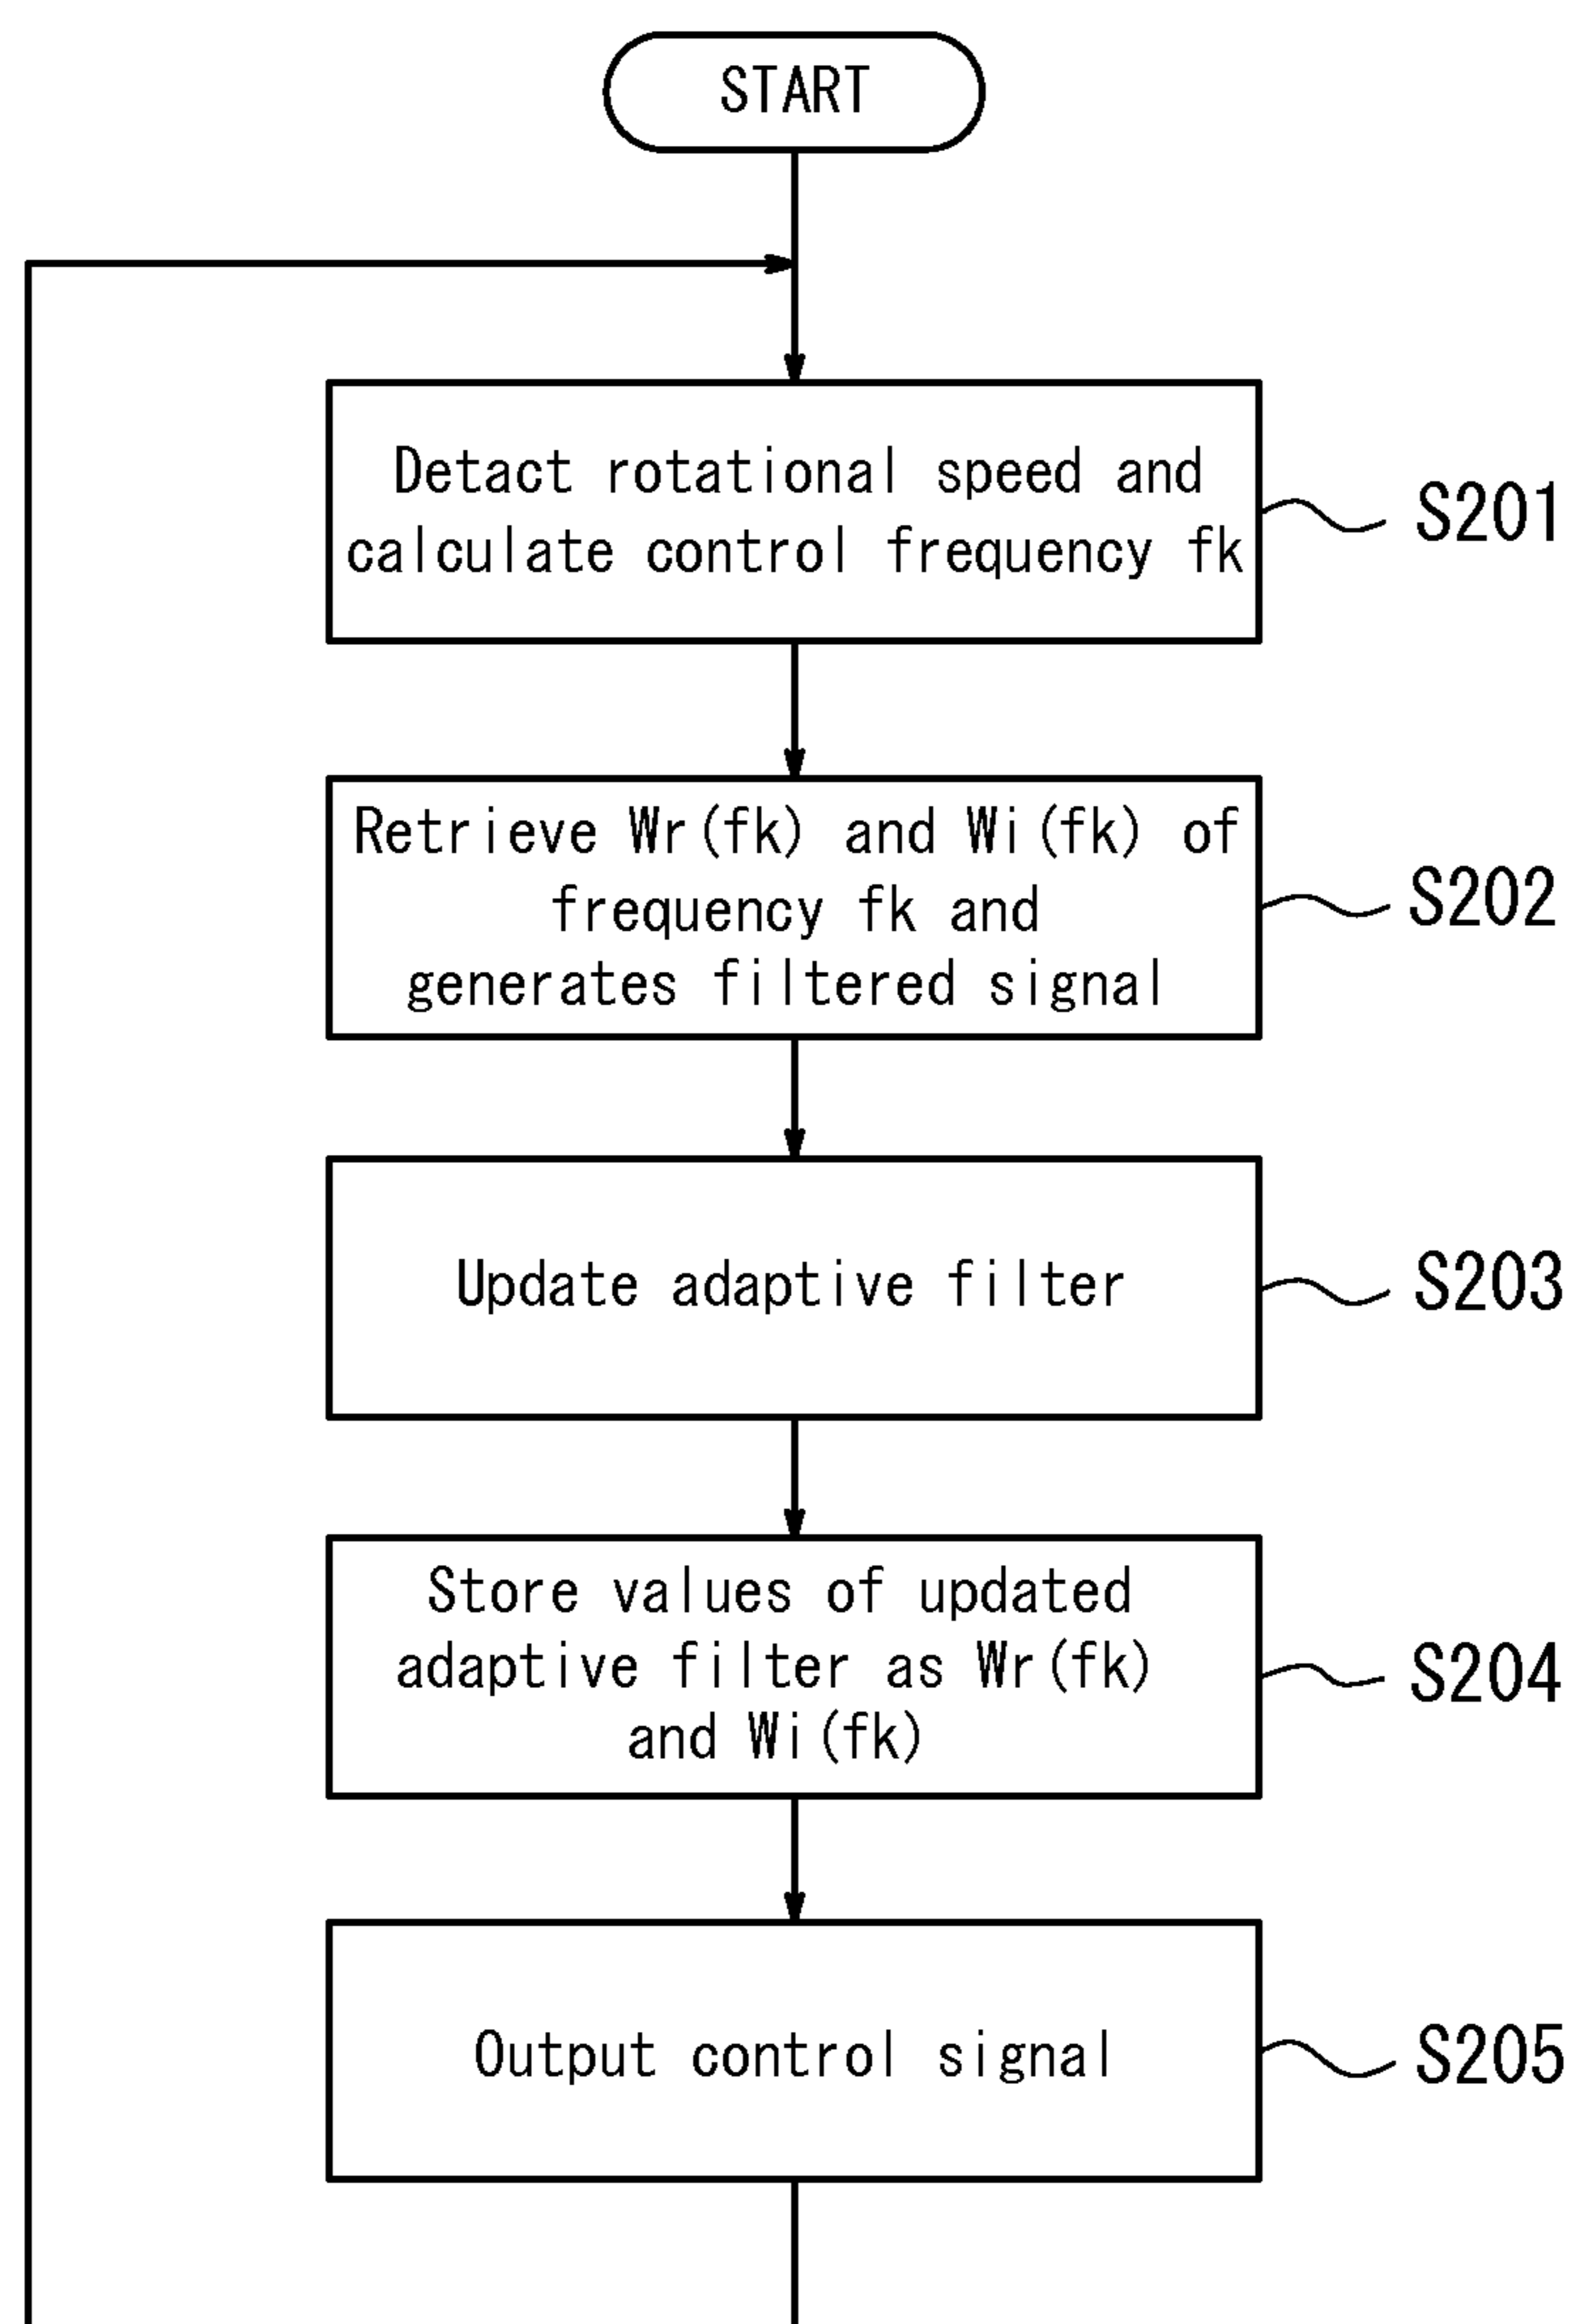 START
Detact rotational speed and
calculate control frequency fk
S201
Retrieve Wr(fk) and Wi(fk) of
frequency fk and
generates filtered signal
S202
Update adaptive filter
S203
Store values of updated
adaptive filter as Wr(fk)
and Wi(fk)
S204
Output control signal
S205